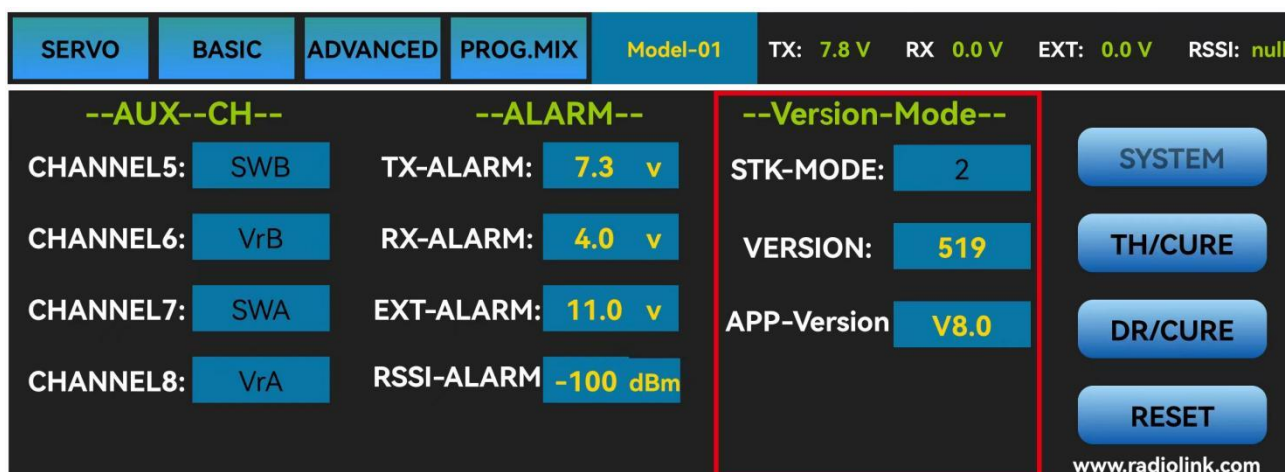 SERVO BASIC ADVANCED PROG.MIX Model-01 TX: 7.8 V RX 0.0 V EXT: 0.0 V RSSI: null
--AUX--CH--
CHANNEL5: SWB
CHANNEL6: VrB
CHANNEL7: SWA
CHANNEL8: VrA
--ALARM--
TX-ALARM: 7.3 v
RX-ALARM: 4.0 v
EXT-ALARM: 11.0 v
RSSI-ALARM -100 dBm
--Version-Mode--
STK-MODE: 2
VERSION: 519
APP-Version V8.0
SYSTEM
TH/CURE
DR/CURE
RESET
www.radiolink.com